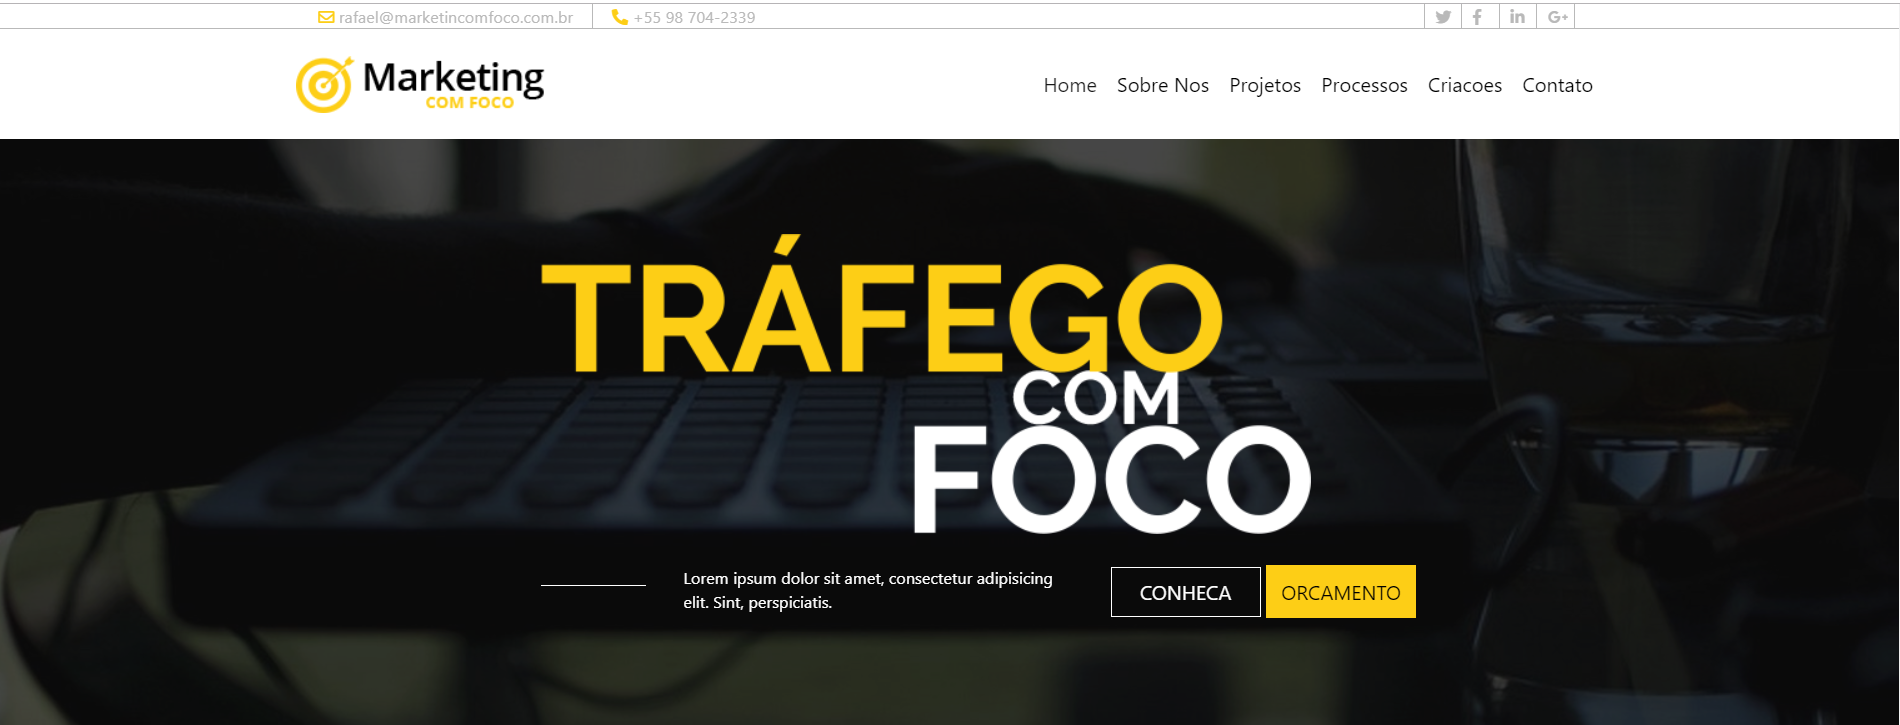 rafael@marketincomfoco.com.br
+55 98 704-2339
Marketing
COM FOCO
Home Sobre Nos Projetos Processos Criacoes Contato
TRÁFEGO
COM
FOCO
Lorem ipsum dolor sit amet, consectetur adipisicing
elit. Sint, perspiciatis.
CONHECA ORCAMENTO